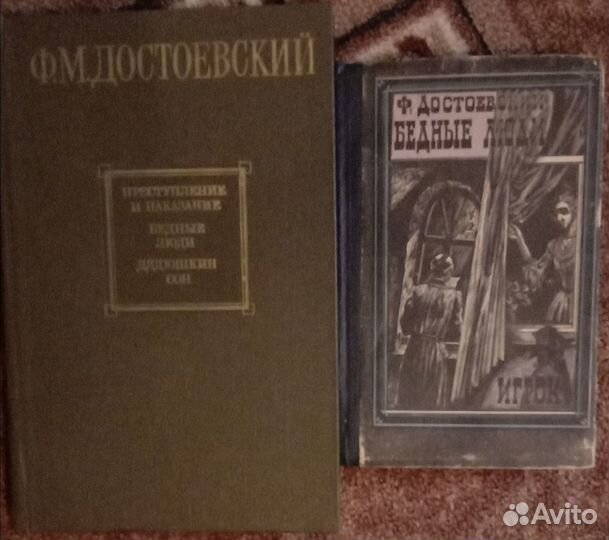 Ф.М.ДОСТОЕВСКИЙ
ПРЕСТУПЛЕНИЕ
И НАКАЗАНИЕ
БЕДНЫЕ
ЛЮДИ
ДЯДЮШКИН
СОН
Ф. ДОСТОЕВСКИЙ
БЕДНЫЕ ЛЮДИ
ИГРОК
Avito